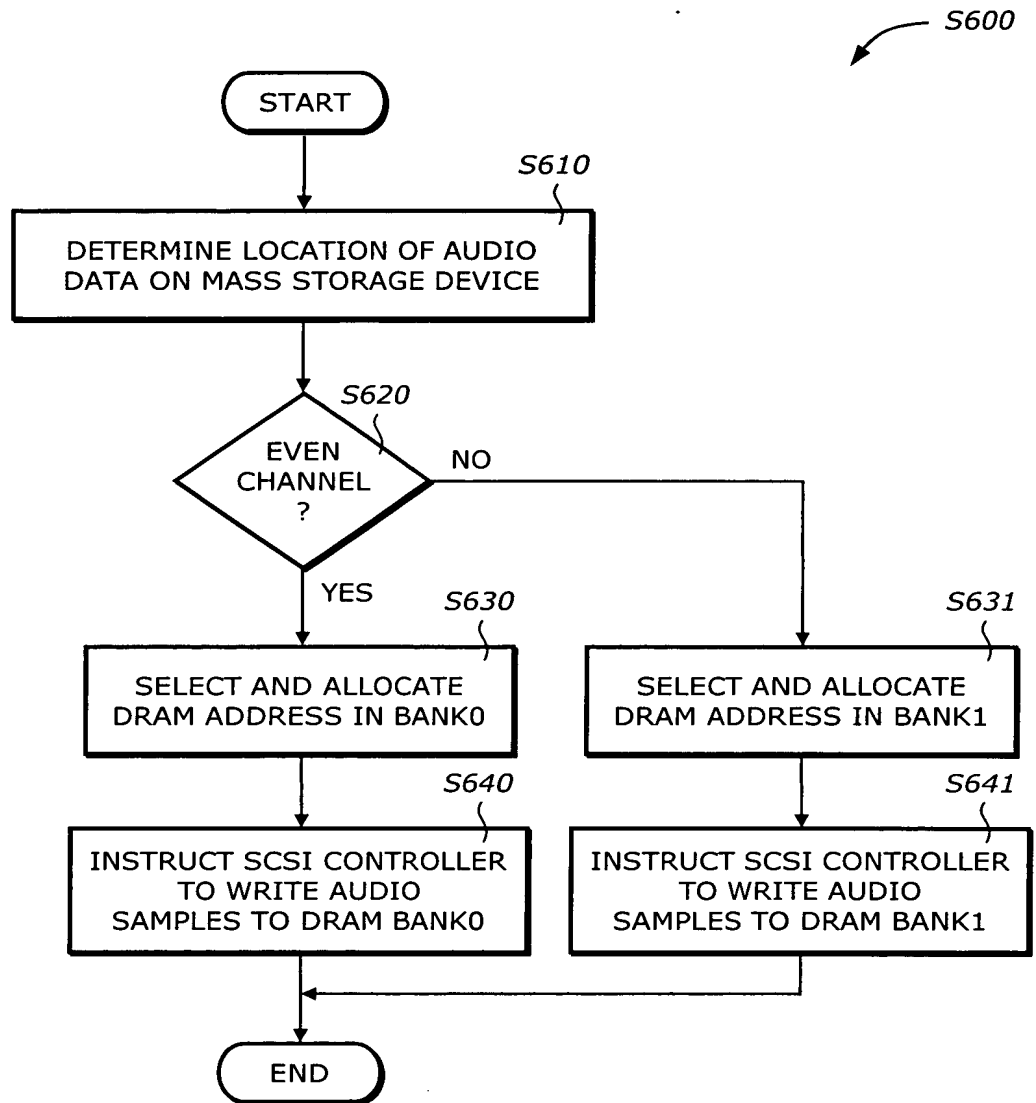 S600
START
S610
DETERMINE LOCATION OF AUDIO
DATA ON MASS STORAGE DEVICE
S620
EVEN
CHANNEL
?
NO
YES
S630
SELECT AND ALLOCATE
DRAM ADDRESS IN BANK0
S631
SELECT AND ALLOCATE
DRAM ADDRESS IN BANK1
S640
INSTRUCT SCSI CONTROLLER
TO WRITE AUDIO
SAMPLES TO DRAM BANK0
S641
INSTRUCT SCSI CONTROLLER
TO WRITE AUDIO
SAMPLES TO DRAM BANK1
END